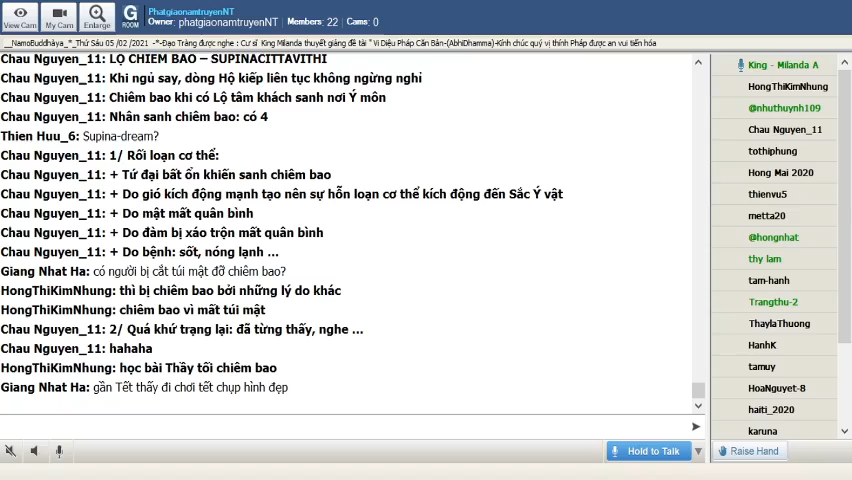 View Cam
My Cam
Enlarge
G
ROOM
PhatgiaonamtruyenNT
Owner: phatgiaonamtruyenNT | Members: 22 | Cams: 0
__NamoBuddhàya_*_Thứ Sáu 05 /02 /2021 -*-Đạo Tràng được nghe : Cư sĩ King Milanda thuyết giảng đề tài " Vi Diệu Pháp Căn Bản-(AbhiDhamma)-Kính chúc quý vị thính Pháp được an vui tiến hóa
Chau Nguyen_11: LỘ CHIÊM BAO – SUPINACITTAVITHI
Chau Nguyen_11: Khi ngủ say, dòng Hộ kiếp liên tục không ngừng nghỉ
Chau Nguyen_11: Chiêm bao khi có Lộ tâm khách sanh nơi Ý môn
Chau Nguyen_11: Nhân sanh chiêm bao: có 4
Thien Huu_6: Supina-dream?
Chau Nguyen_11: 1/ Rối loạn cơ thể:
Chau Nguyen_11: + Tứ đại bất ổn khiến sanh chiêm bao
Chau Nguyen_11: + Do gió kích động mạnh tạo nên sự hỗn loạn cơ thể kích động đến Sắc Ý vật
Chau Nguyen_11: + Do mật mất quân bình
Chau Nguyen_11: + Do đàm bị xáo trộn mất quân bình
Chau Nguyen_11: + Do bệnh: sốt, nóng lạnh ...
Giang Nhat Ha: có người bị cắt túi mật đỡ chiêm bao?
HongThiKimNhung: thì bị chiêm bao bởi những lý do khác
HongThiKimNhung: chiêm bao vì mất túi mật
Chau Nguyen_11: 2/ Quá khứ trạng lại: đã từng thấy, nghe ...
Chau Nguyen_11: hahaha
HongThiKimNhung: học bài Thầy tối chiêm bao
Giang Nhat Ha: gần Tết thấy đi chơi tết chụp hình đẹp
King - Milanda A
HongThiKimNhung
@nhuthuynh109
Chau Nguyen_11
tothiphung
Hong Mai 2020
thienvu5
metta20
@hongnhat
thy lam
tam-hanh
Trangthu-2
ThaylaThuong
HanhK
tamuy
HoaNguyet-8
haiti_2020
karuna
Hold to Talk
Raise Hand